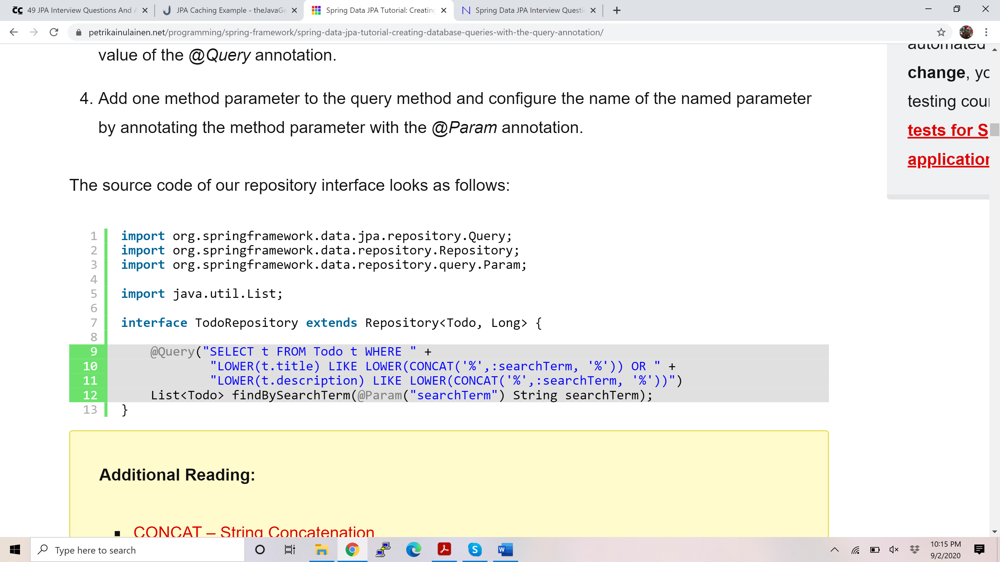 49 JPA Interview Questions And A
JPA Caching Example - theJavaGe
Spring Data JPA Tutorial: Creating
Spring Data JPA Interview Questi
petrikainulainen.net/programming/spring-framework/spring-data-jpa-tutorial-creating-database-queries-with-the-query-annotation/
value of the @Query annotation.
4. Add one method parameter to the query method and configure the name of the named parameter
by annotating the method parameter with the @Param annotation.
The source code of our repository interface looks as follows:
1 import org.springframework.data.jpa.repository.Query;
2 import org.springframework.data.repository.Repository;
3 import org.springframework.data.repository.query.Param;
4
5 import java.util.List;
6
7 interface TodoRepository extends Repository<Todo, Long> {
8
9 @Query("SELECT t FROM Todo t WHERE " +
10 "LOWER(t.title) LIKE LOWER(CONCAT('%',:searchTerm, '%')) OR " +
11 "LOWER(t.description) LIKE LOWER(CONCAT('%',:searchTerm, '%'))")
12 List<Todo> findBySearchTerm(@Param("searchTerm") String searchTerm);
13 }
Additional Reading:
▪ CONCAT – String Concatenation
automated
change, yo
testing cour
tests for S
application
Type here to search
10:15 PM
9/2/2020